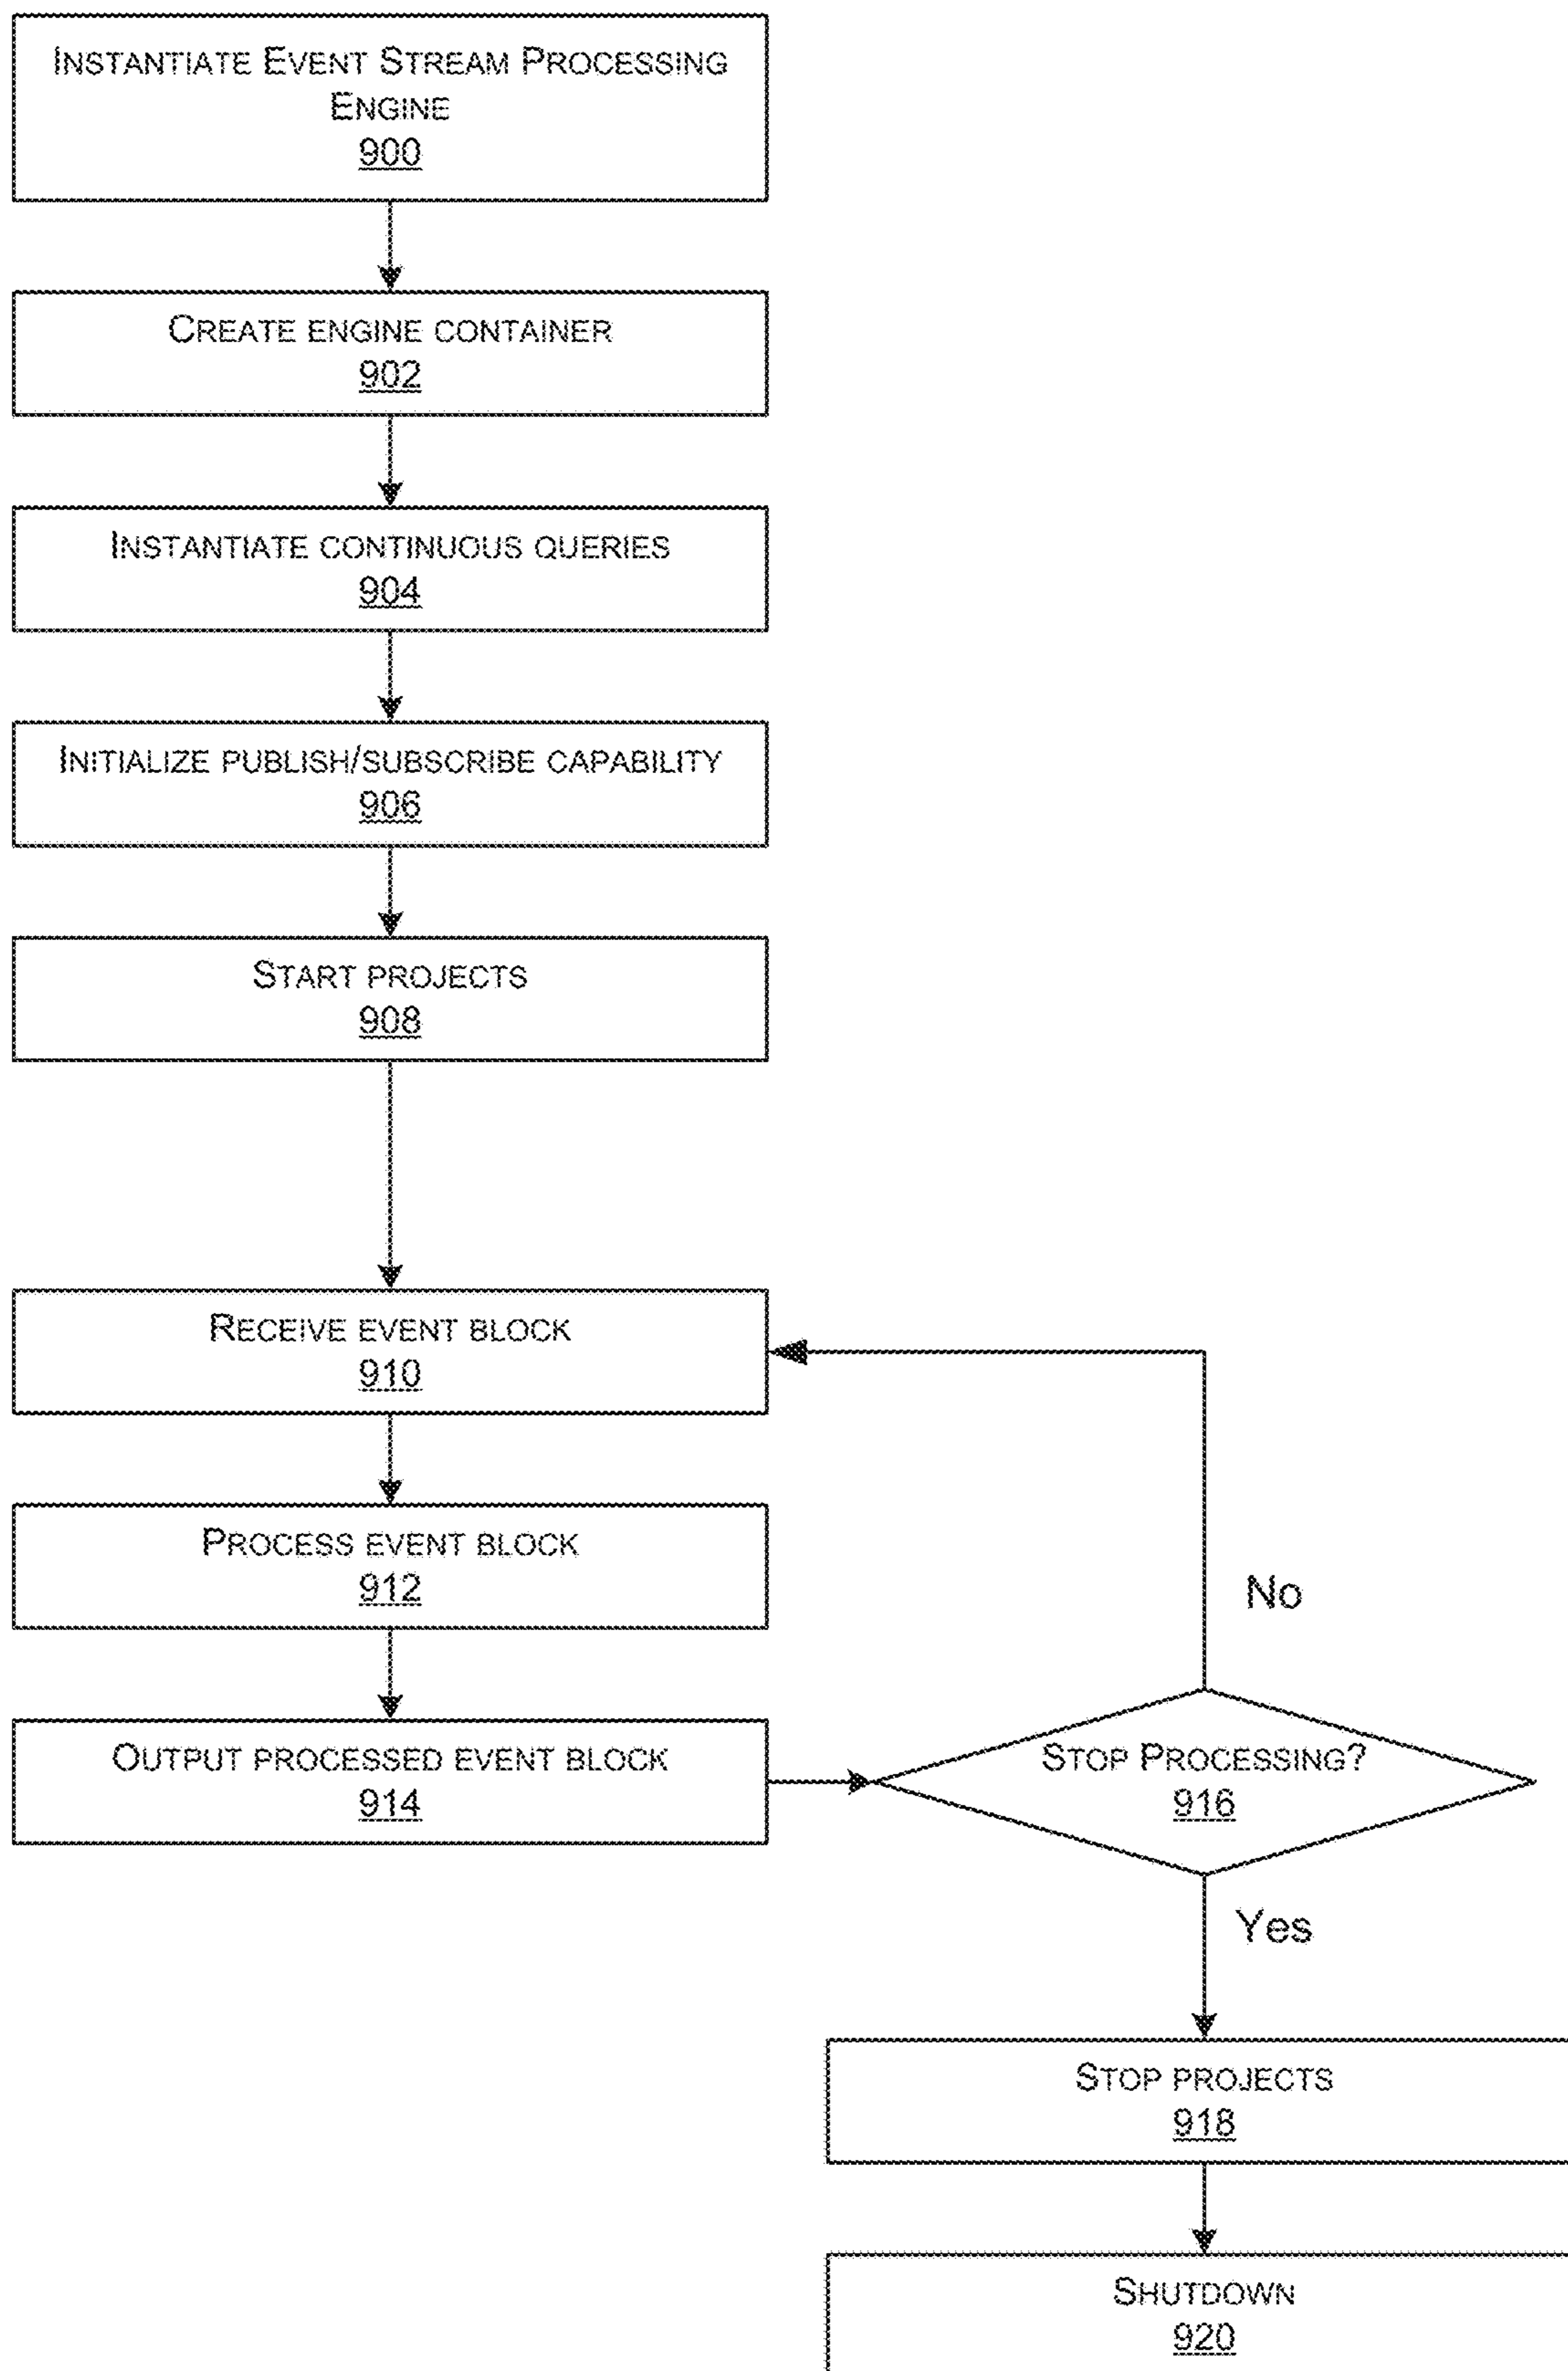 INSTANTIATE EVENT STREAM PROCESSING
ENGINE
900
CREATE ENGINE CONTAINER
902
INSTANTIATE CONTINUOUS QUERIES
904
INITIALIZE PUBLISH/SUBSCRIBE CAPABILITY
906
START PROJECTS
908
RECEIVE EVENT BLOCK
910
PROCESS EVENT BLOCK
912
No
OUTPUT PROCESSED EVENT BLOCK
914
STOP PROCESSING?
916
Yes
STOP PROJECTS
918
SHUTDOWN
920